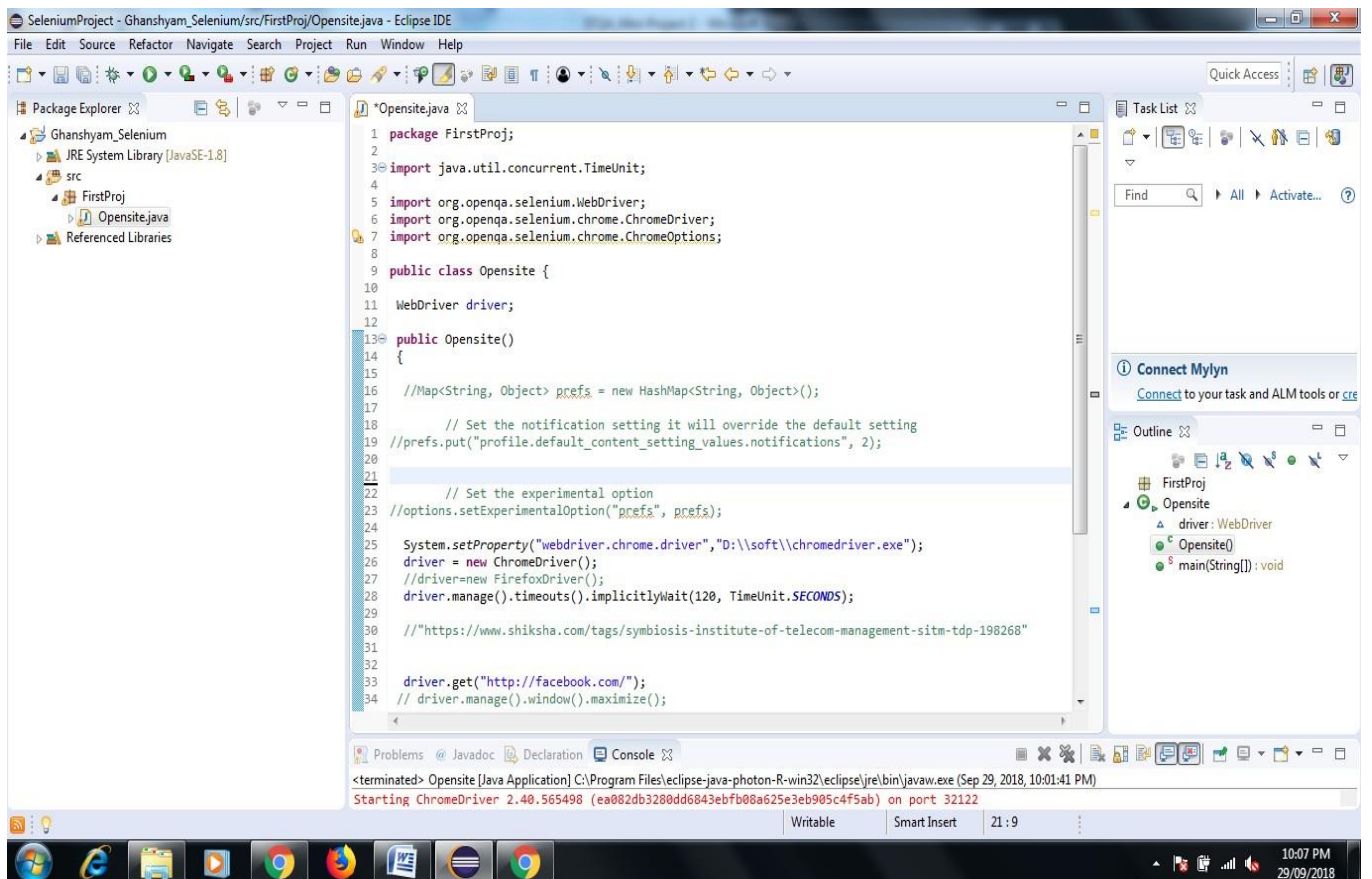 SeleniumProject - Ghanshyam_Selenium/src/FirstProj/Opensite.java - Eclipse IDE
File Edit Source Refactor Navigate Search Project Run Window Help
Quick Access
Package Explorer
Ghanshyam_Selenium
JRE System Library [JavaSE-1.8]
src
FirstProj
Opensite.java
Referenced Libraries
*Opensite.java
1 package FirstProj;
2
3 import java.util.concurrent.TimeUnit;
4
5 import org.openqa.selenium.WebDriver;
6 import org.openqa.selenium.chrome.ChromeDriver;
7 import org.openqa.selenium.chrome.ChromeOptions;
8
9 public class Opensite {
10
11 WebDriver driver;
12
13 public Opensite()
14 {
15
16 //Map<String, Object> prefs = new HashMap<String, Object>();
17
18 // Set the notification setting it will override the default setting
19 //prefs.put("profile.default_content_setting_values.notifications", 2);
20
21
22 // Set the experimental option
23 //options.setExperimentalOption("prefs", prefs);
24
25 System.setProperty("webdriver.chrome.driver","D:\\soft\\chromedriver.exe");
26 driver = new ChromeDriver();
27 //driver=new FirefoxDriver();
28 driver.manage().timeouts().implicitlyWait(120, TimeUnit.SECONDS);
29
30 //"https://www.shiksha.com/tags/symbiosis-institute-of-telecom-management-sitm-tdp-198268"
31
32
33 driver.get("http://facebook.com/");
34 // driver.manage().window().maximize();
Task List
Find All Activate...
Connect Mylyn
Connect to your task and ALM tools or cre
Outline
FirstProj
Opensite
driver : WebDriver
Opensite()
main(String[]) : void
Problems @ Javadoc Declaration Console
<terminated> Opensite [Java Application] C:\Program Files\eclipse-java-photon-R-win32\eclipse\jre\bin\javaw.exe (Sep 29, 2018, 10:01:41 PM)
Starting ChromeDriver 2.40.565498 (ea082db3280dd6843ebfb08a625e3eb905c4f5ab) on port 32122
Writable Smart Insert 21 : 9
10:07 PM
29/09/2018